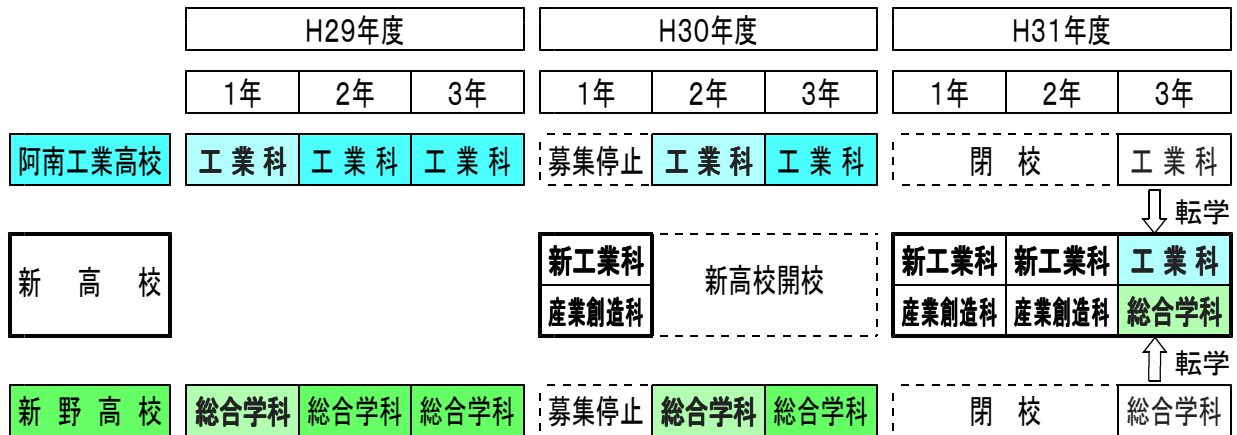 H29年度 H30年度 H31年度
1年 2年 3年 1年 2年 3年 1年 2年 3年
阿南工業高校 工業科 工業科 工業科 募集停止 工業科 工業科 閉校 工業科
転学
新高校 新工業科 産業創造科 新高校開校 新工業科 新工業科 工業科
産業創造科 産業創造科 総合学科
転学
新野高校 総合学科 総合学科 総合学科 募集停止 総合学科 総合学科 閉校 総合学科